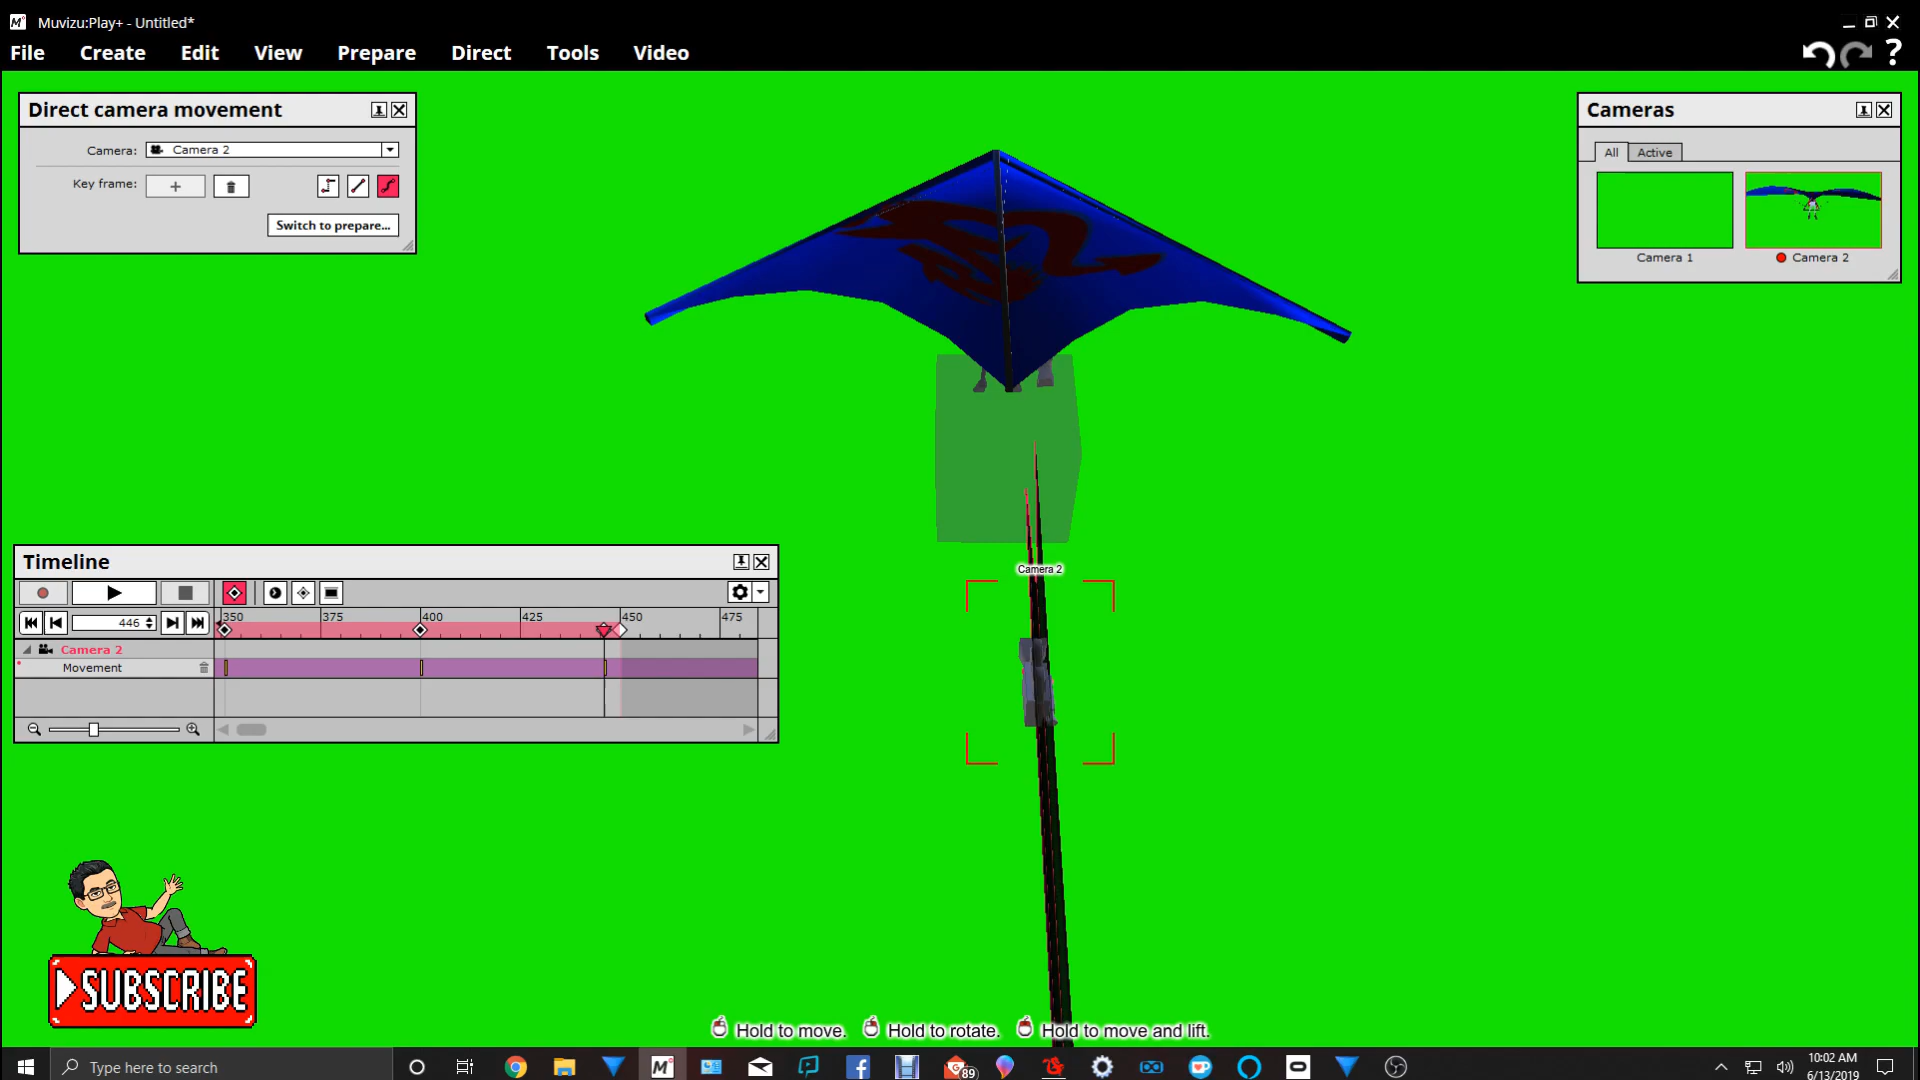 Muvizu:Play+ - Untitled*
File Create Edit View Prepare Direct Tools Video ?
Direct camera movement
Camera: Camera 2
Key frame: +
Switch to prepare...
Cameras
All Active
Camera 1 Camera 2
Camera 2
Timeline
446
350 375 400 425 450 475
Camera 2
Movement
SUBSCRIBE
Hold to move. Hold to rotate. Hold to move and lift.
Type here to search
89
10:02 AM
6/13/2019